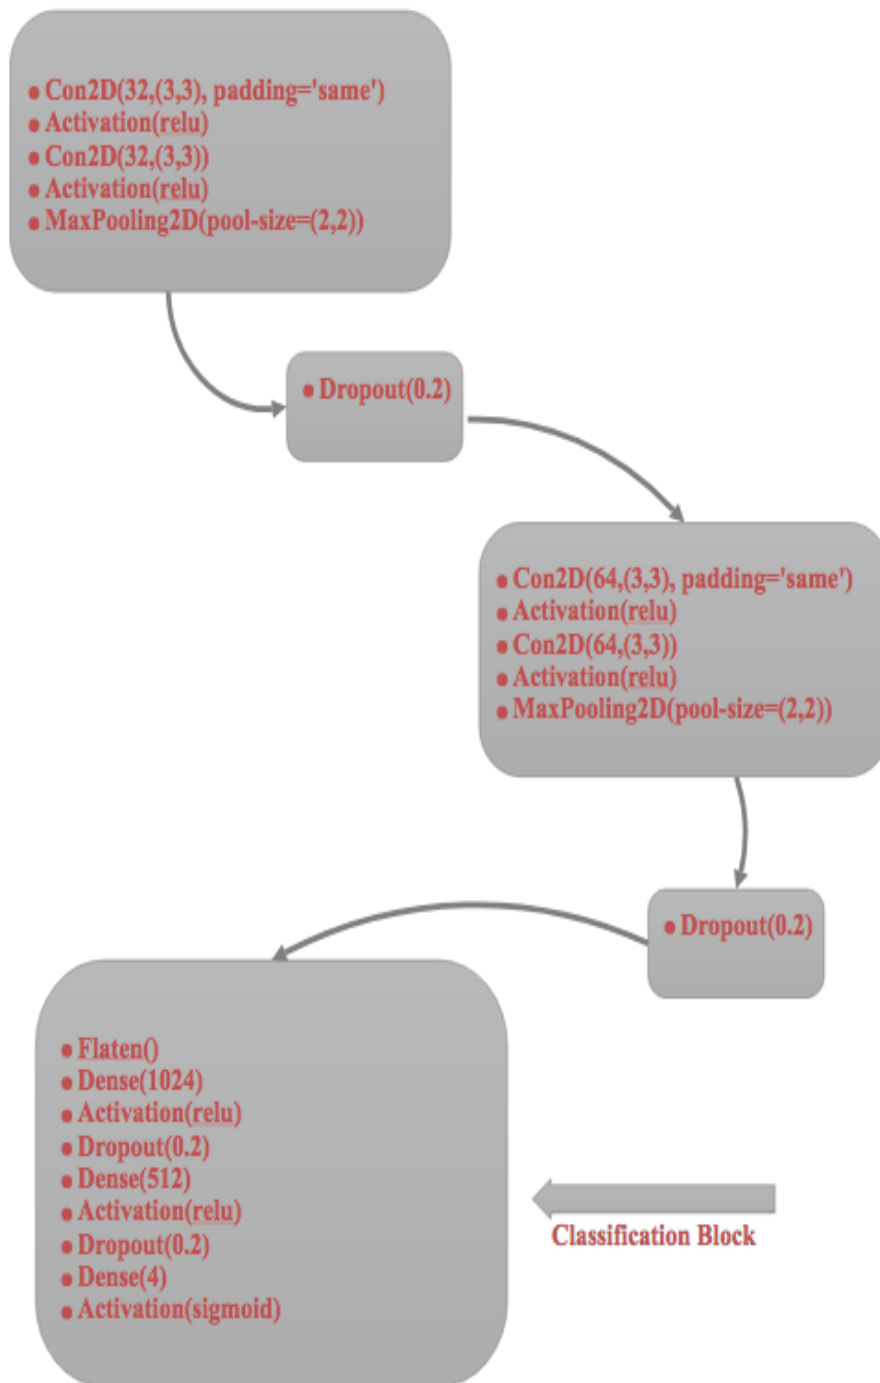 • Con2D(32,(3,3), padding='same')
• Activation(relu)
• Con2D(32,(3,3))
• Activation(relu)
• MaxPooling2D(pool-size=(2,2))
• Dropout(0.2)
• Con2D(64,(3,3), padding='same')
• Activation(relu)
• Con2D(64,(3,3))
• Activation(relu)
• MaxPooling2D(pool-size=(2,2))
• Dropout(0.2)
• Flaten()
• Dense(1024)
• Activation(relu)
• Dropout(0.2)
• Dense(512)
• Activation(relu)
• Dropout(0.2)
• Dense(4)
• Activation(sigmoid)
Classification Block